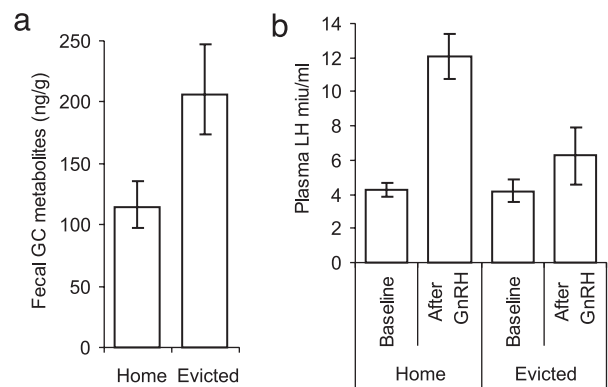 a
Fecal GC metabolites (ng/g)
250
200
150
100
50
0
Home Evicted
b
Plasma LH miu/ml
14
12
10
8
6
4
2
0
Baseline
After
GnRH
Baseline
After
GnRH
Home Evicted